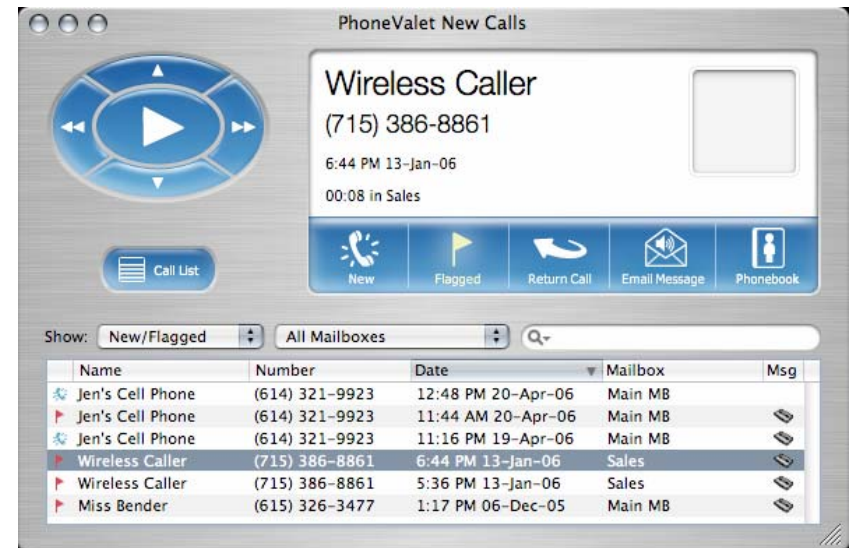 PhoneValet New Calls
Wireless Caller
(715) 386-8861
6:44 PM 13-Jan-06
00:08 in Sales
Call List
New Flagged Return Call Email Message Phonebook
Show: New/Flagged All Mailboxes
Name Number Date Mailbox Msg
Jen's Cell Phone (614) 321-9923 12:48 PM 20-Apr-06 Main MB
Jen's Cell Phone (614) 321-9923 11:44 AM 20-Apr-06 Main MB
Jen's Cell Phone (614) 321-9923 11:16 PM 19-Apr-06 Main MB
Wireless Caller (715) 386-8861 6:44 PM 13-Jan-06 Sales
Wireless Caller (715) 386-8861 5:36 PM 13-Jan-06 Sales
Miss Bender (615) 326-3477 1:17 PM 06-Dec-05 Main MB